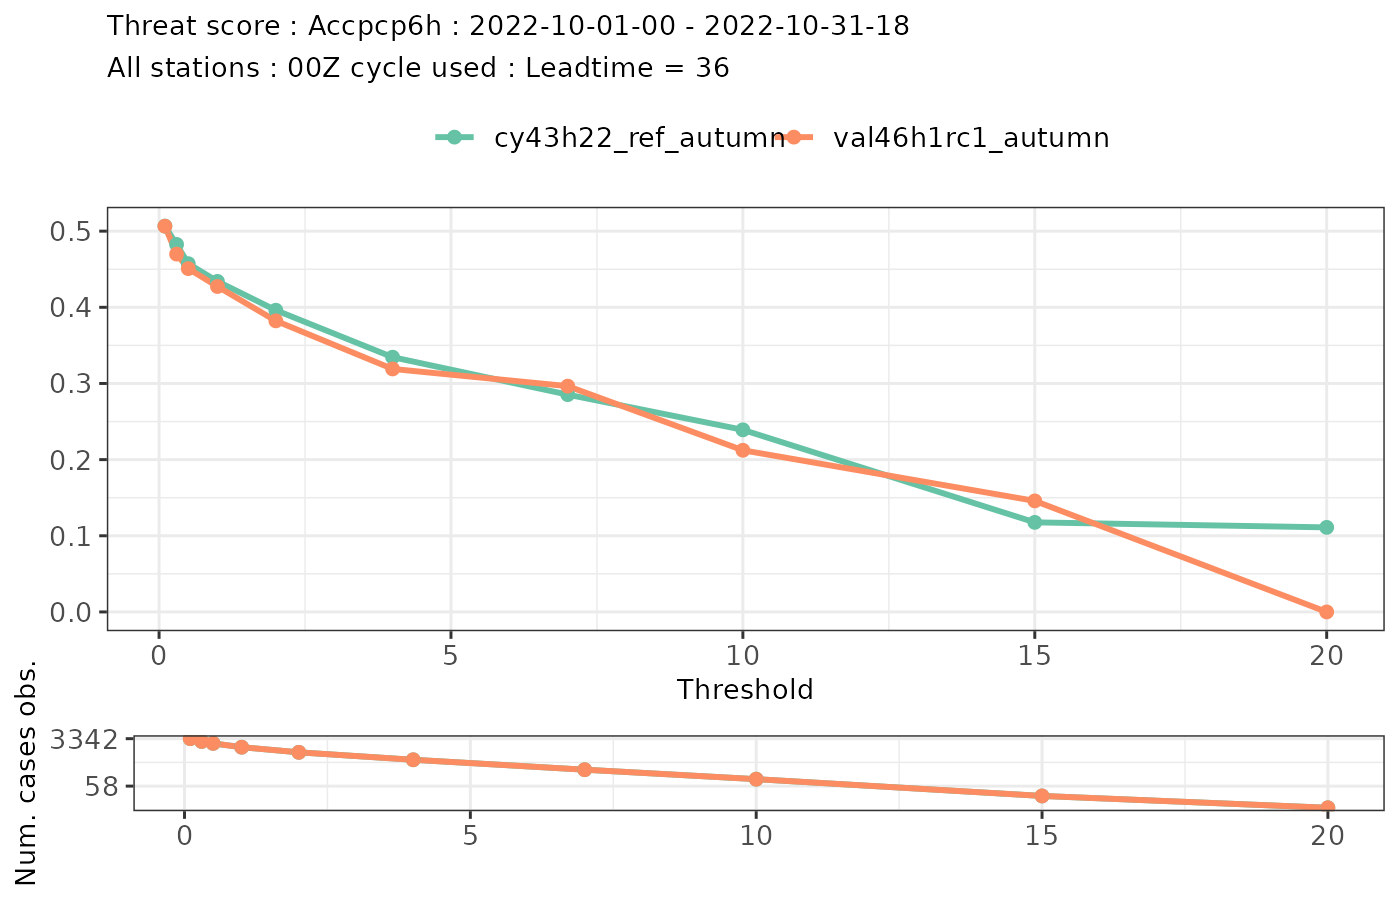 Threat score : Accpcp6h : 2022-10-01-00 - 2022-10-31-18
All stations : 00Z cycle used : Leadtime = 36
cy43h22_ref_autumn val46h1rc1_autumn
0.5
0.4
0.3
0.2
0.1
0.0
0 5 10 15 20
Threshold
Num. cases obs.
3342
58
0 5 10 15 20